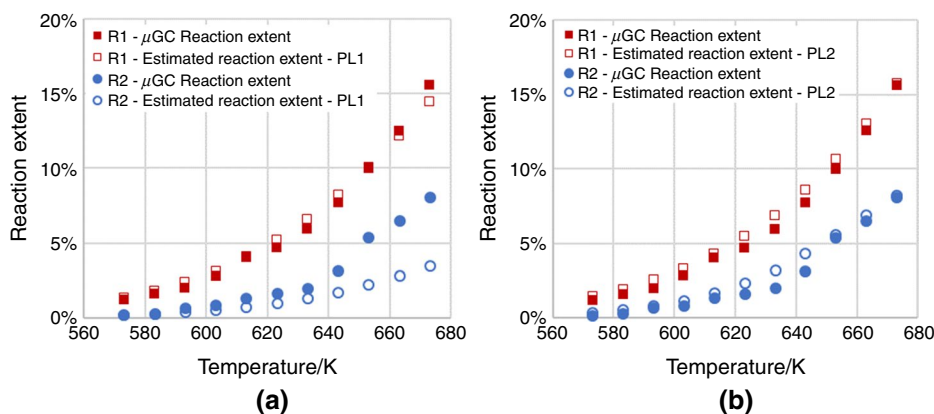 20%
15%
10%
5%
0%
Reaction extent
R1 - μGC Reaction extent
R1 - Estimated reaction extent - PL1
R2 - μGC Reaction extent
R2 - Estimated reaction extent - PL1
560 580 600 620 640 660 680
Temperature/K
(a)
20%
15%
10%
5%
0%
Reaction extent
R1 - μGC Reaction extent
R1 - Estimated reaction extent - PL2
R2 - μGC Reaction extent
R2 - Estimated reaction extent - PL2
560 580 600 620 640 660 680
Temperature/K
(b)